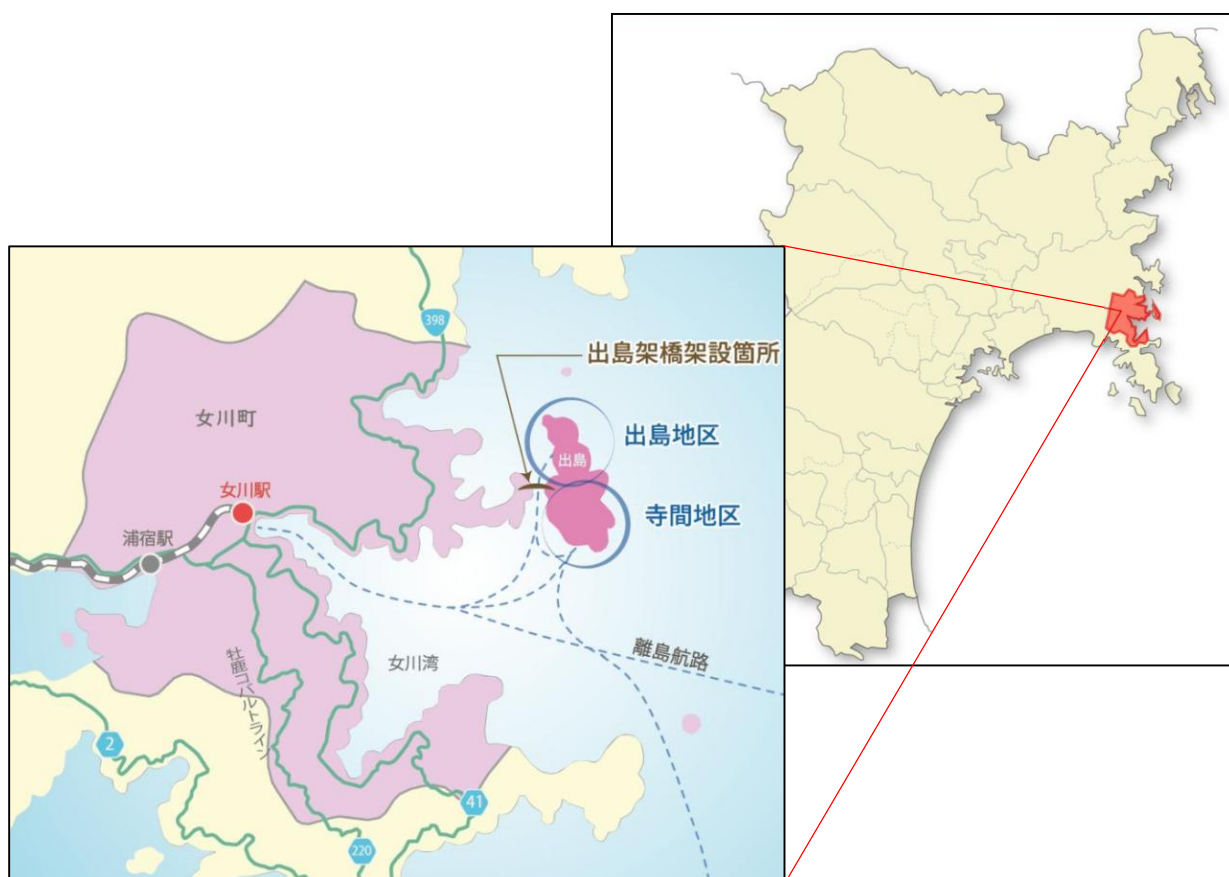 398
出島架橋架設箇所
女川町
出島地区
出島
女川駅
寺間地区
浦宿駅
離島航路
女川湾
牡鹿コバルトライン
2
41
220